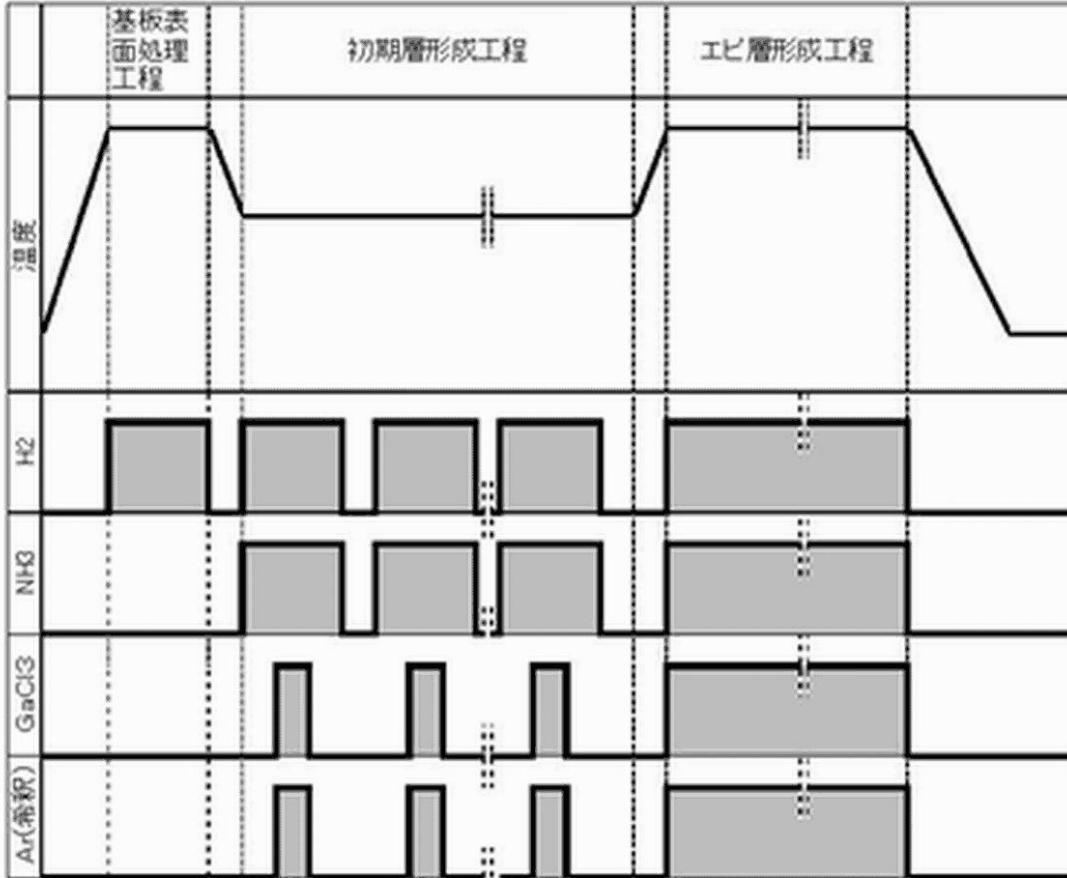 基板表
面処理
工程
初期層形成工程
エピ層形成工程
温度
H2
NH3
GaCl3
Ar(希釈)